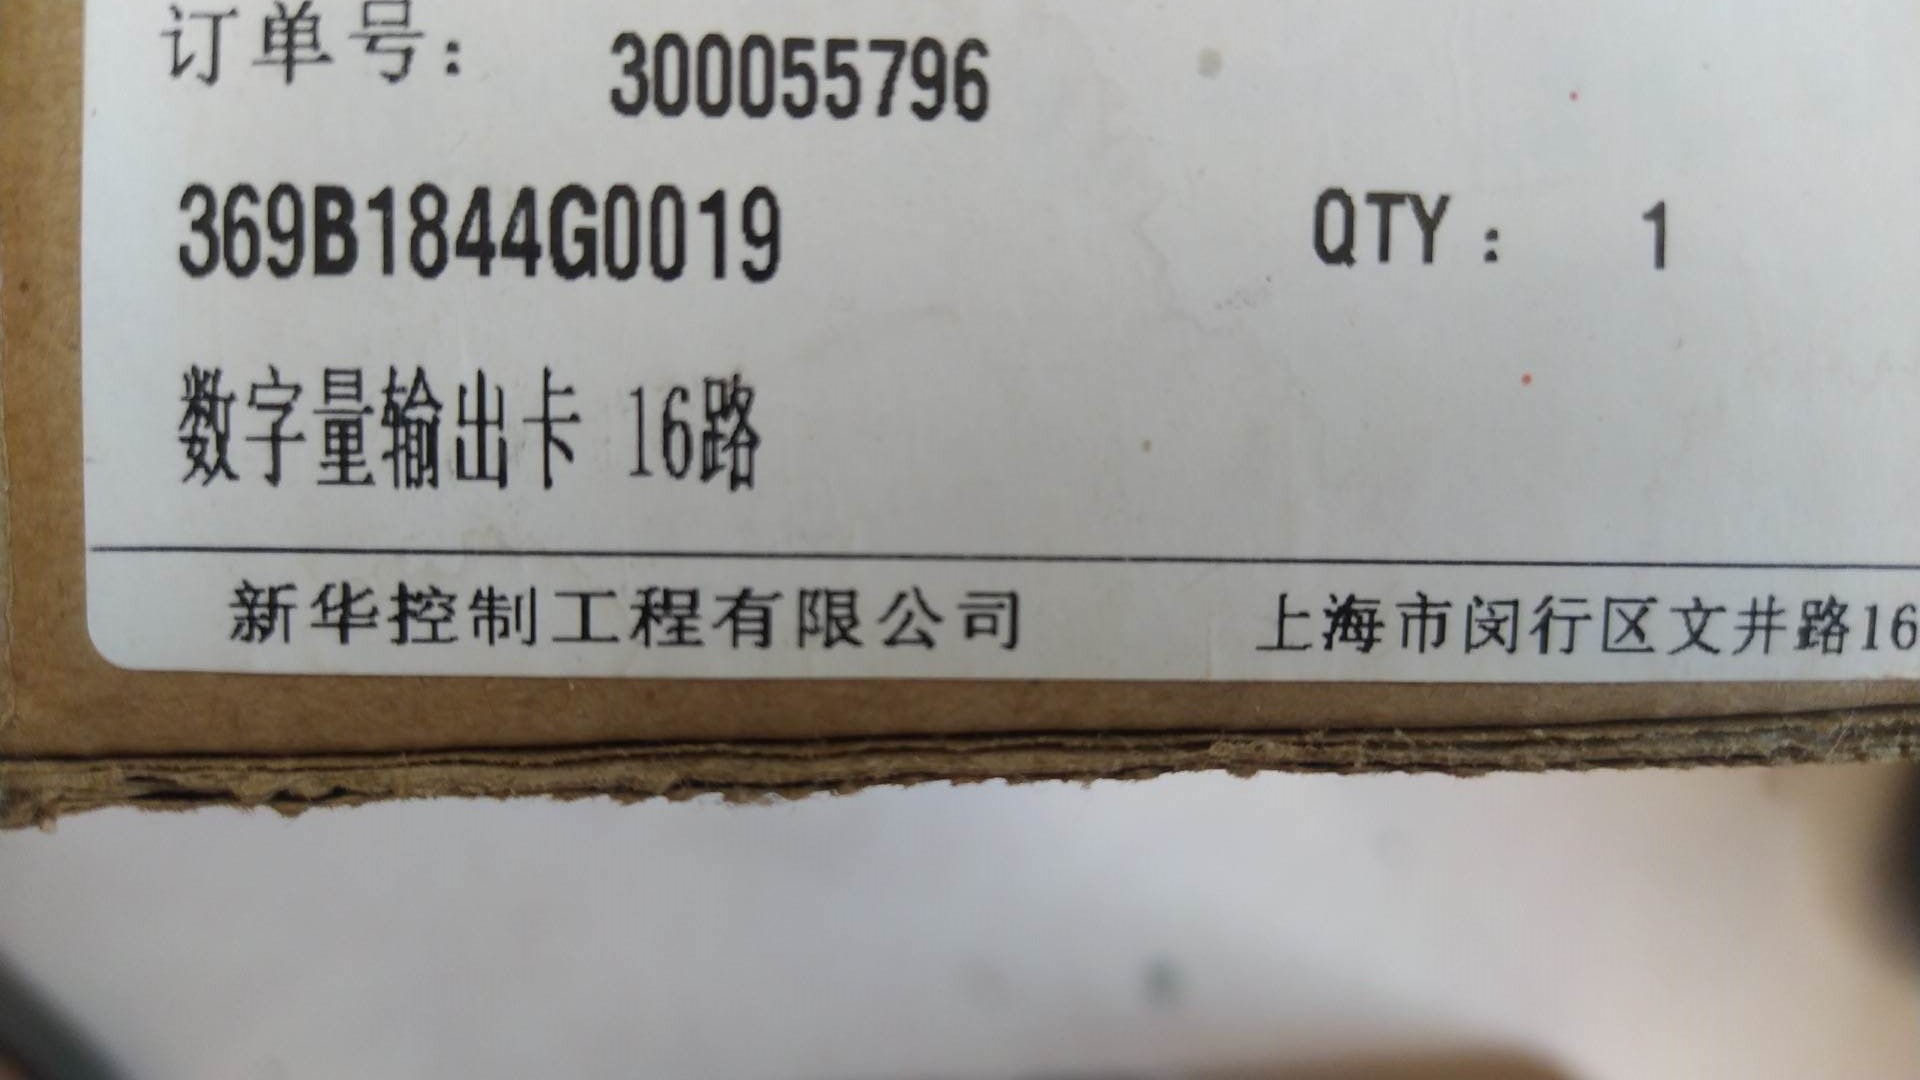 订单号: 300055796
369B1844G0019 QTY: 1
数字量输出卡 16路
新华控制工程有限公司 上海市闵行区文井路16